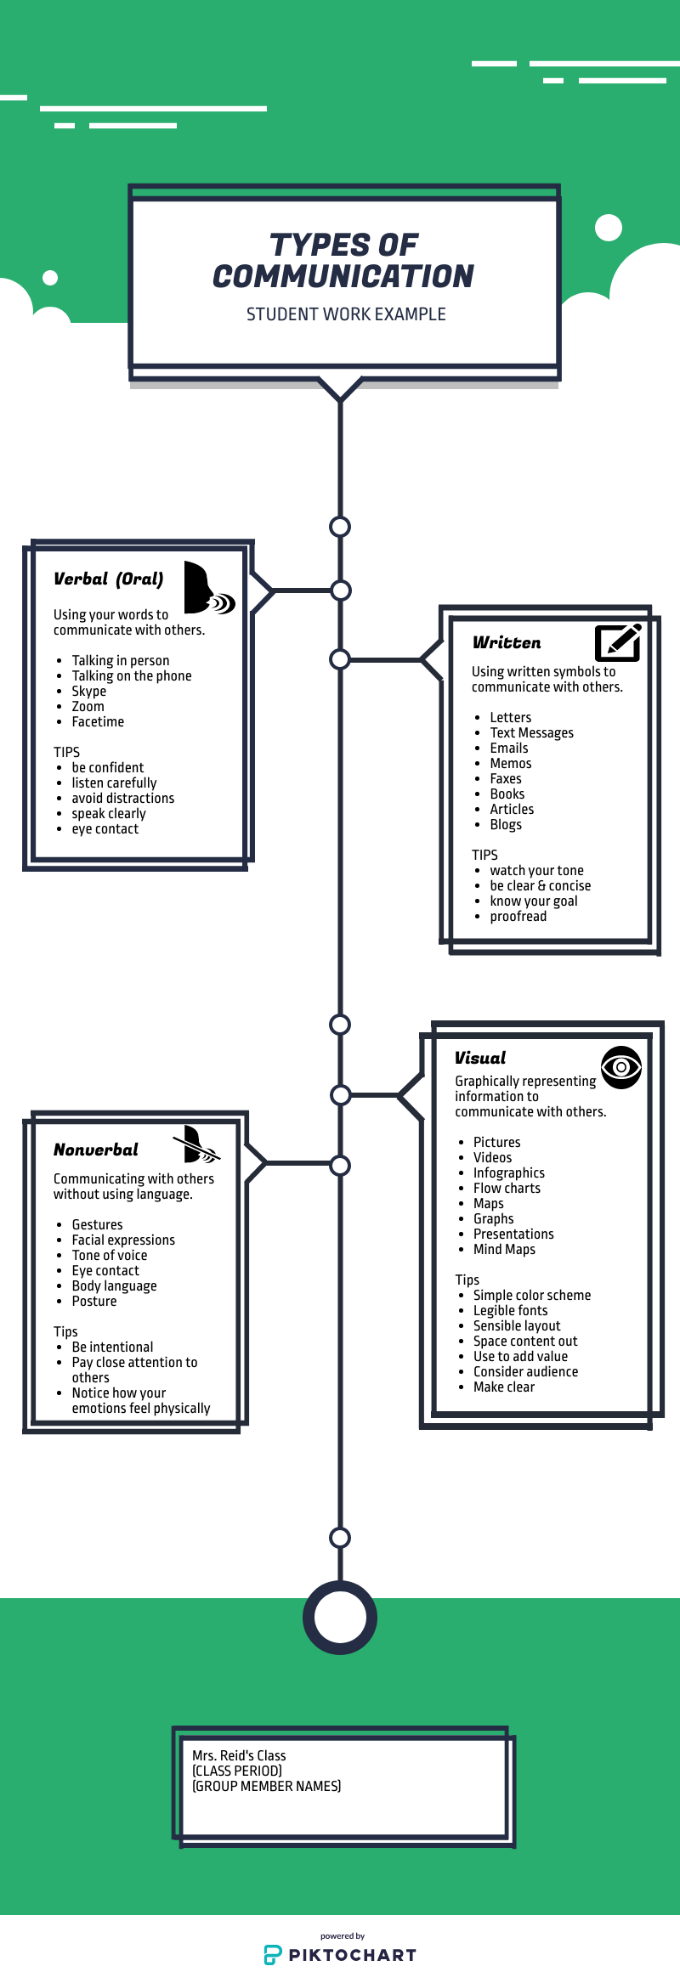 TYPES OF
COMMUNICATION
STUDENT WORK EXAMPLE
Verbal (Oral)
Using your words to
communicate with others.
• Talking in person
• Talking on the phone
• Skype
• Zoom
• Facetime
TIPS
• be confident
• listen carefully
• avoid distractions
• speak clearly
• eye contact
Written
Using written symbols to
communicate with others.
• Letters
• Text Messages
• Emails
• Memos
• Faxes
• Books
• Articles
• Blogs
TIPS
• watch your tone
• be clear & concise
• know your goal
• proofread
Visual
Graphically representing
information to
communicate with others.
• Pictures
• Videos
• Infographics
• Flow charts
• Maps
• Graphs
• Presentations
• Mind Maps
Tips
• Simple color scheme
• Legible fonts
• Sensible layout
• Space content out
• Use to add value
• Consider audience
• Make clear
Nonverbal
Communicating with others
without using language.
• Gestures
• Facial expressions
• Tone of voice
• Eye contact
• Body language
• Posture
Tips
• Be intentional
• Pay close attention to
others
• Notice how your
emotions feel physically
Mrs. Reid's Class
(CLASS PERIOD)
(GROUP MEMBER NAMES)
powered by
PIKTOCHART